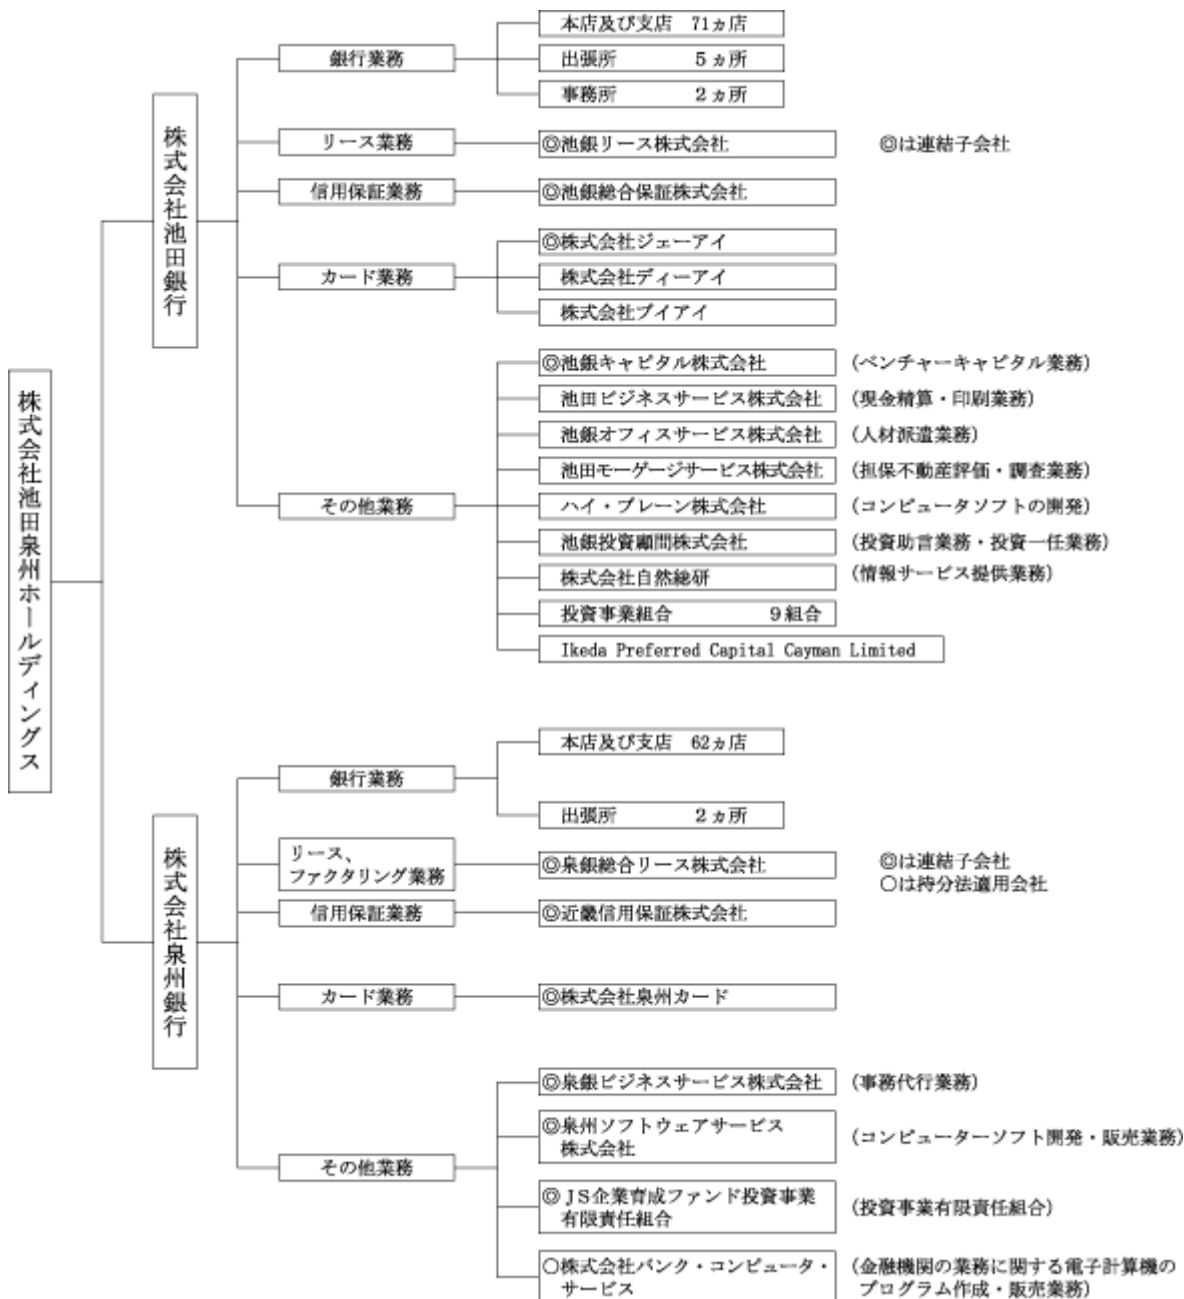 株式会社池田泉州ホールディングス
株式会社池田銀行
銀行業務
本店及び支店 71ヵ店
出張所 5ヵ所
事務所 2ヵ所
リース業務
◎池銀リース株式会社
◎は連結子会社
信用保証業務
◎池銀総合保証株式会社
カード業務
◎株式会社ジェーアイ
株式会社ディーアイ
株式会社ブイアイ
その他業務
◎池銀キャピタル株式会社 (ベンチャーキャピタル業務)
池田ビジネスサービス株式会社 (現金精算・印刷業務)
池銀オフィスサービス株式会社 (人材派遣業務)
池田モーゲージサービス株式会社 (担保不動産評価・調査業務)
ハイ・ブレーン株式会社 (コンピュータソフトの開発)
池銀投資顧問株式会社 (投資助言業務・投資一任業務)
株式会社自然総研 (情報サービス提供業務)
投資事業組合 9組合
Ikeda Preferred Capital Cayman Limited
株式会社泉州銀行
銀行業務
本店及び支店 62ヵ店
出張所 2ヵ所
リース、
ファクタリング業務
◎泉銀総合リース株式会社
◎は連結子会社
○は持分法適用会社
信用保証業務
◎近畿信用保証株式会社
カード業務
◎株式会社泉州カード
その他業務
◎泉銀ビジネスサービス株式会社 (事務代行業務)
◎泉州ソフトウェアサービス
株式会社
(コンピューターソフト開発・販売業務)
◎JS企業育成ファンド投資事業
有限責任組合
(投資事業有限責任組合)
○株式会社バンク・コンピュータ・
サービス
(金融機関の業務に関する電子計算機の
プログラム作成・販売業務)